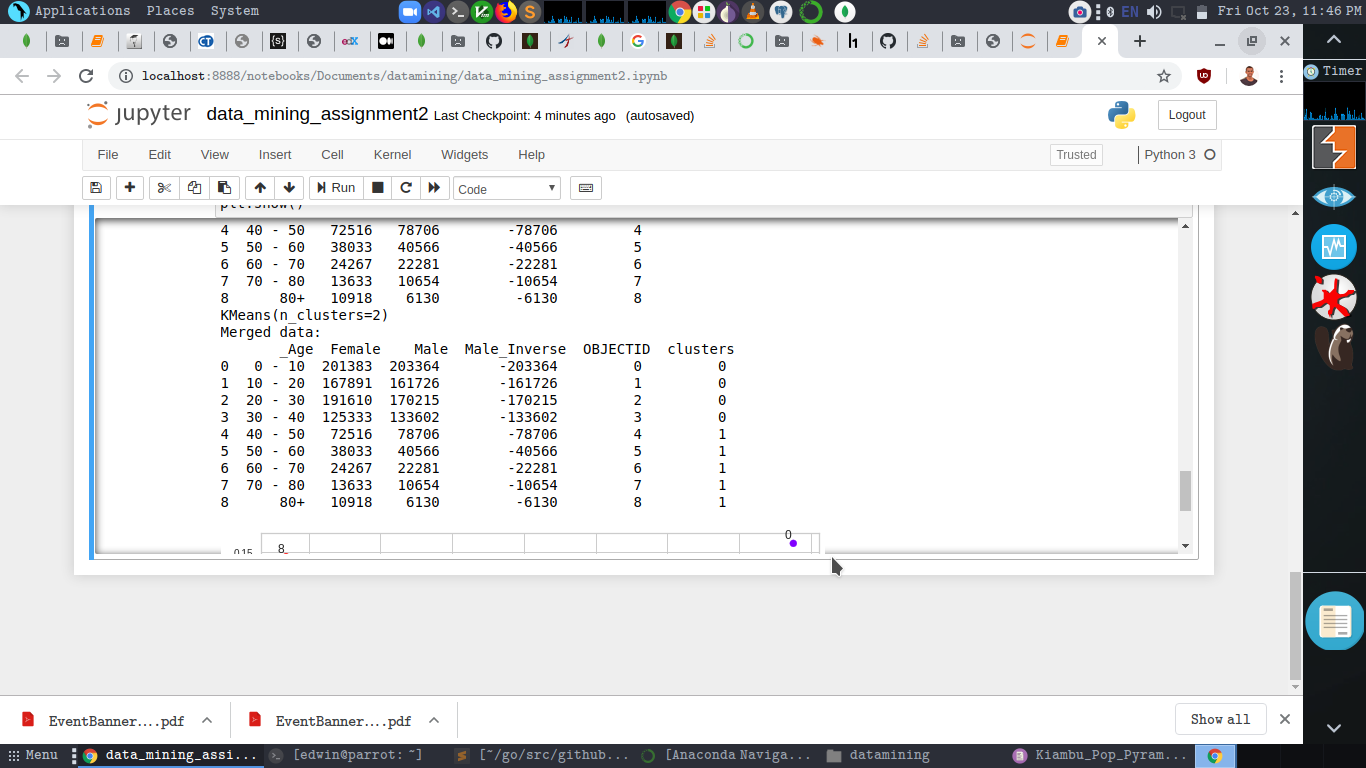 Applications Places System
EN Fri Oct 23, 11:46 PM
Timer
localhost:8888/notebooks/Documents/datamining/data_mining_assignment2.ipynb
jupyter data_mining_assignment2 Last Checkpoint: 4 minutes ago (autosaved)
Logout
File Edit View Insert Cell Kernel Widgets Help
Trusted Python 3
Run Code
plt.show()
4 40 - 50 72516 78706 -78706 4
5 50 - 60 38033 40566 -40566 5
6 60 - 70 24267 22281 -22281 6
7 70 - 80 13633 10654 -10654 7
8 80+ 10918 6130 -6130 8
KMeans(n_clusters=2)
Merged data:
_Age Female Male Male_Inverse OBJECTID clusters
0 0 - 10 201383 203364 -203364 0 0
1 10 - 20 167891 161726 -161726 1 0
2 20 - 30 191610 170215 -170215 2 0
3 30 - 40 125333 133602 -133602 3 0
4 40 - 50 72516 78706 -78706 4 1
5 50 - 60 38033 40566 -40566 5 1
6 60 - 70 24267 22281 -22281 6 1
7 70 - 80 13633 10654 -10654 7 1
8 80+ 10918 6130 -6130 8 1
0
0.15 8
EventBanner....pdf EventBanner....pdf Show all
Menu data_mining_assi... [edwin@parrot: ~] [~/go/src/github... [Anaconda Naviga... datamining Kiambu_Pop_Pyram...